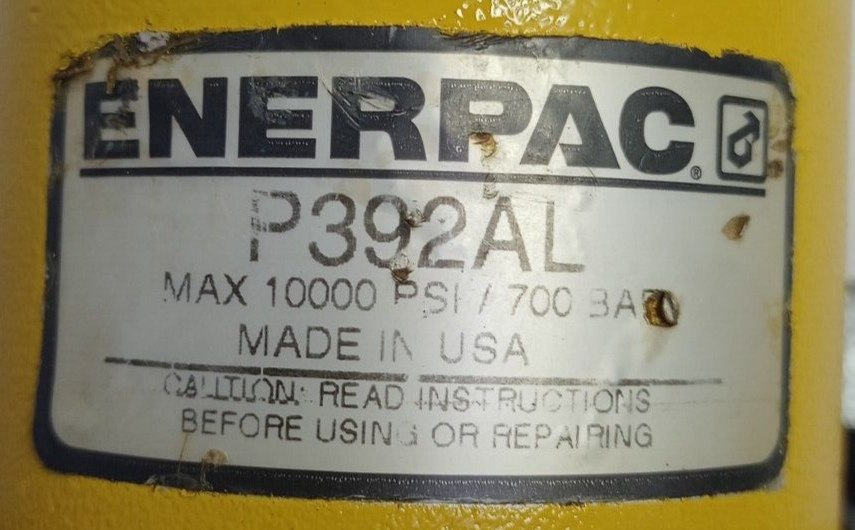 ENERPAC®
P392AL
MAX 10000 PSI / 700 BAR
MADE IN USA
CAUTION: READ INSTRUCTIONS
BEFORE USING OR REPAIRING